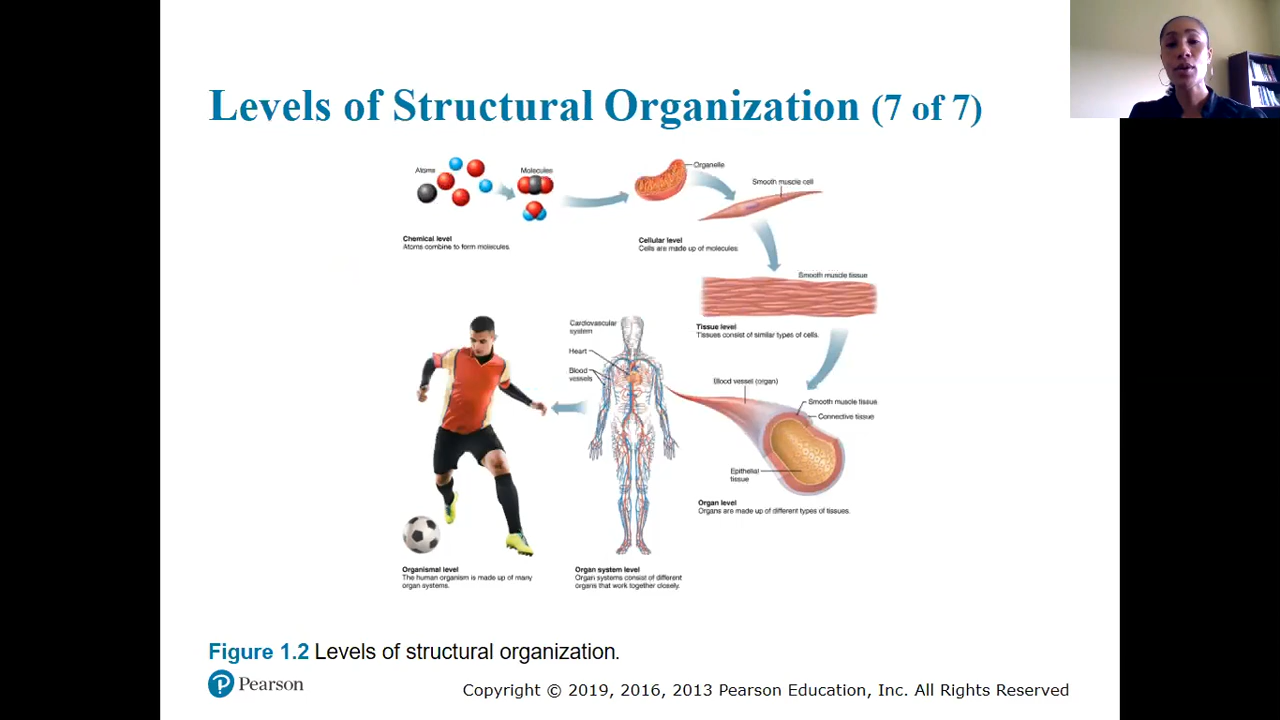 Levels of Structural Organization (7 of 7)
Atoms
Molecules
Organelle
Smooth muscle cell
Chemical level
Atoms combine to form molecules.
Cellular level
Cells are made up of molecules.
Smooth muscle tissue
Tissue level
Tissues consist of similar types of cells.
Cardiovascular
system
Heart
Blood
vessels
Blood vessel (organ)
Smooth muscle tissue
Connective tissue
Epithelial
tissue
Organ level
Organs are made up of different types of tissues.
Organismal level
The human organism is made up of many
organ systems.
Organ system level
Organ systems consist of different
organs that work together closely.
Figure 1.2 Levels of structural organization.
Pearson
Copyright © 2019, 2016, 2013 Pearson Education, Inc. All Rights Reserved